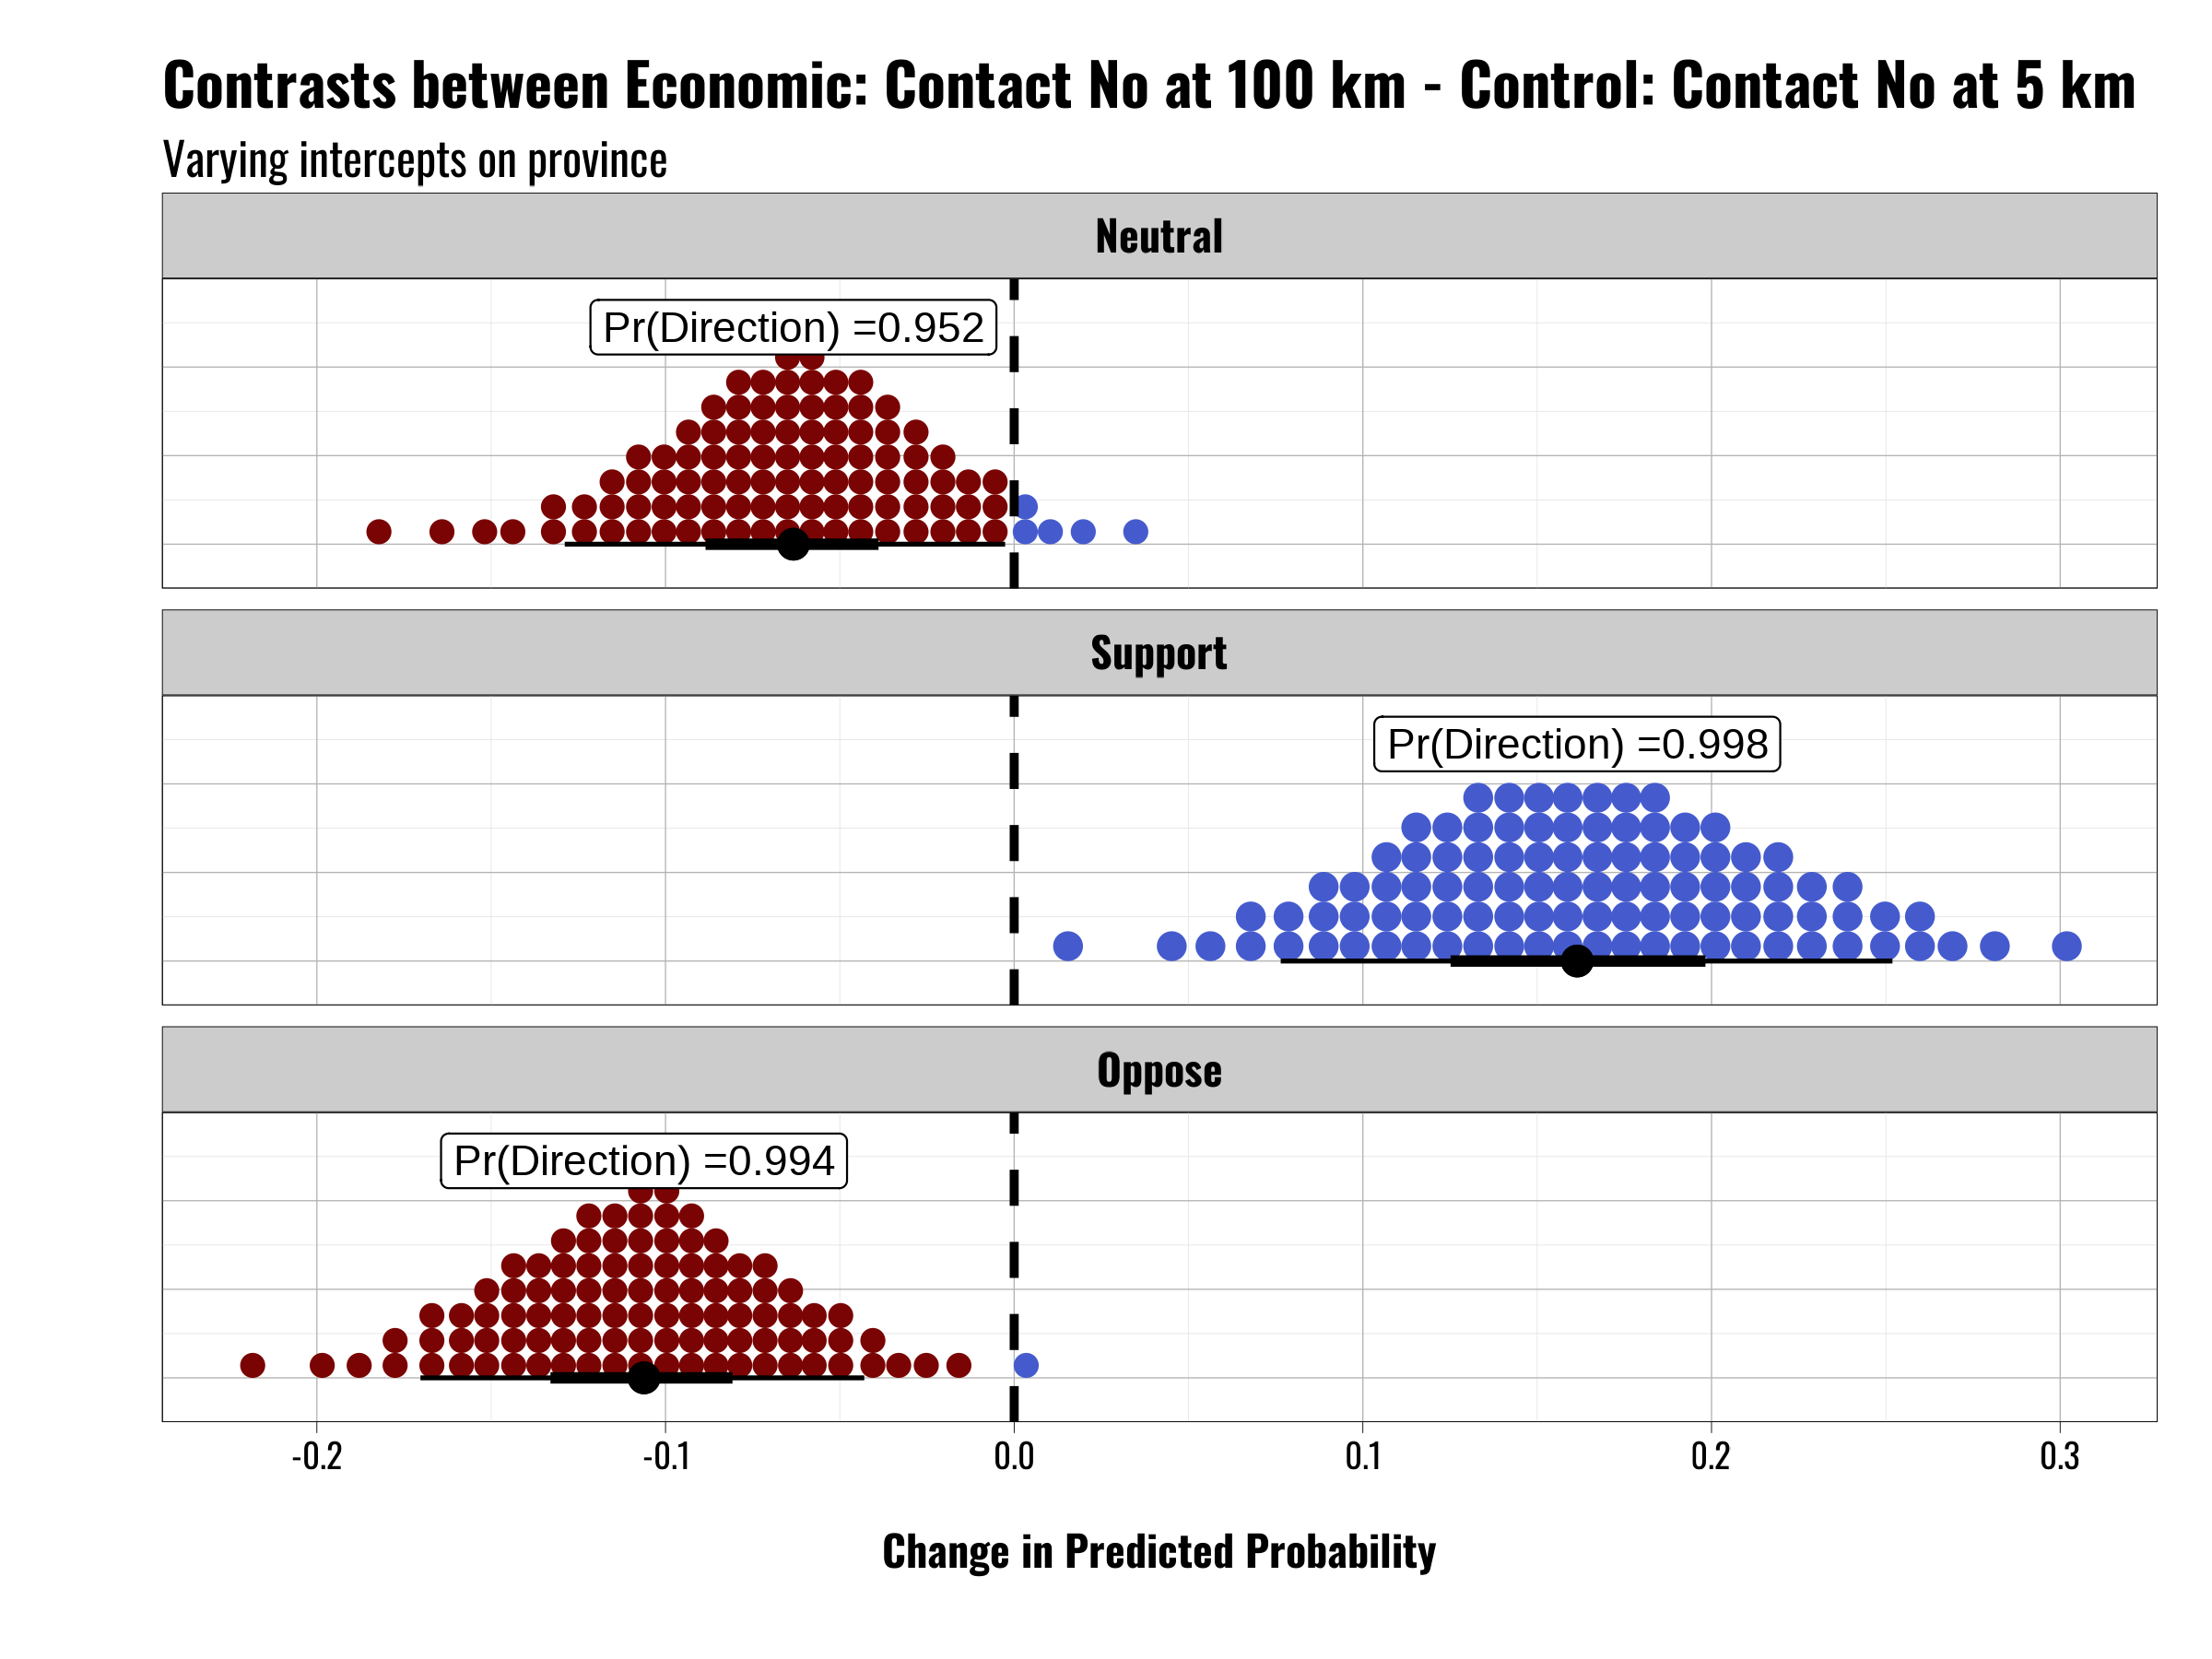 Contrasts between Economic: Contact No at 100 km - Control: Contact No at 5 km
Varying intercepts on province
Neutral
Pr(Direction) =0.952
Support
Pr(Direction) =0.998
Oppose
Pr(Direction) =0.994
-0.2 -0.1 0.0 0.1 0.2 0.3
Change in Predicted Probability